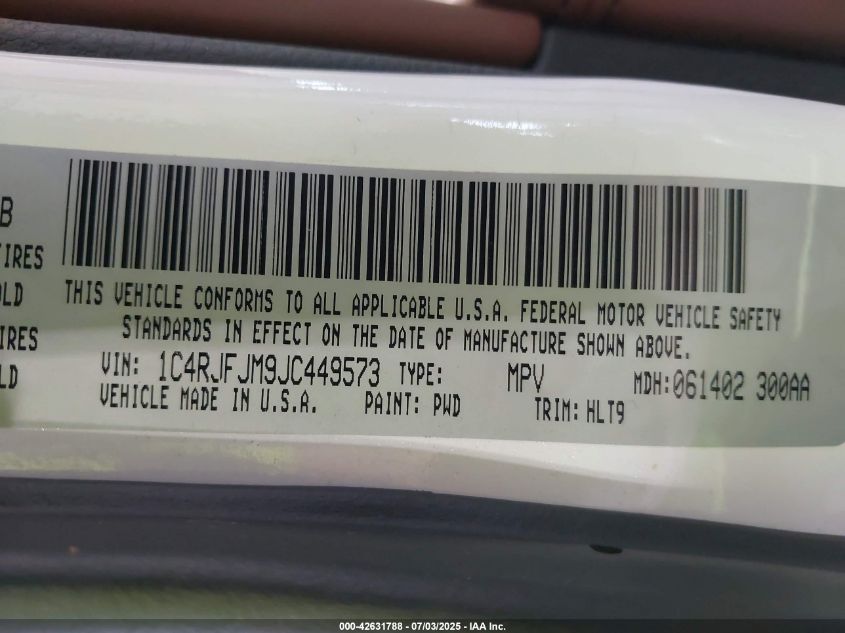 B
TIRES
OLD
IRES
LD
THIS VEHICLE CONFORMS TO ALL APPLICABLE U.S.A. FEDERAL MOTOR VEHICLE SAFETY
STANDARDS IN EFFECT ON THE DATE OF MANUFACTURE SHOWN ABOVE.
VIN: 1C4RJFJM9JC449573 TYPE: MPV MDH:061402 300AA
VEHICLE MADE IN U.S.A. PAINT: PWD TRIM: HLT9
000-42631788 - 07/03/2025 - IAA Inc.